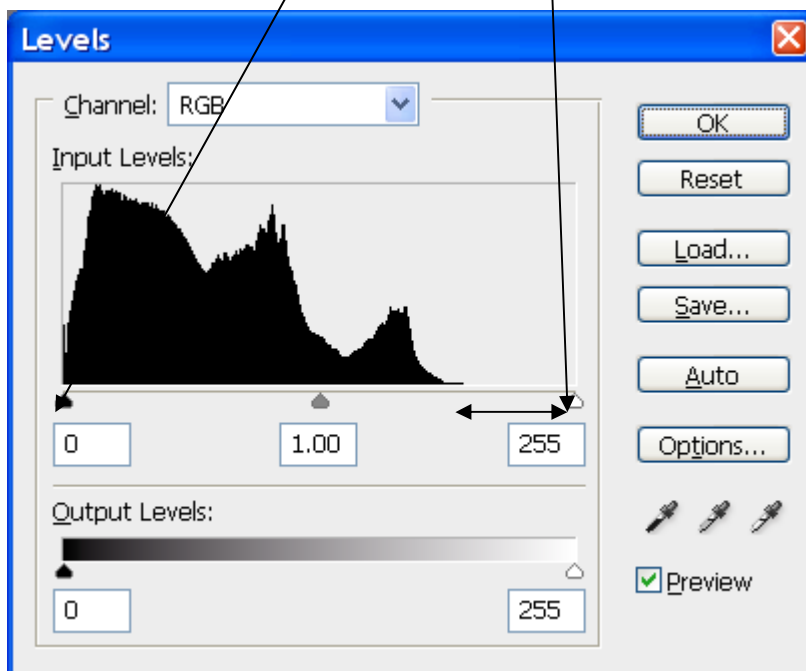 Levels
Channel: RGB
OK
Input Levels:
Reset
Load...
Save...
Auto
0 1.00 255
Options...
Output Levels:
Preview
0 255